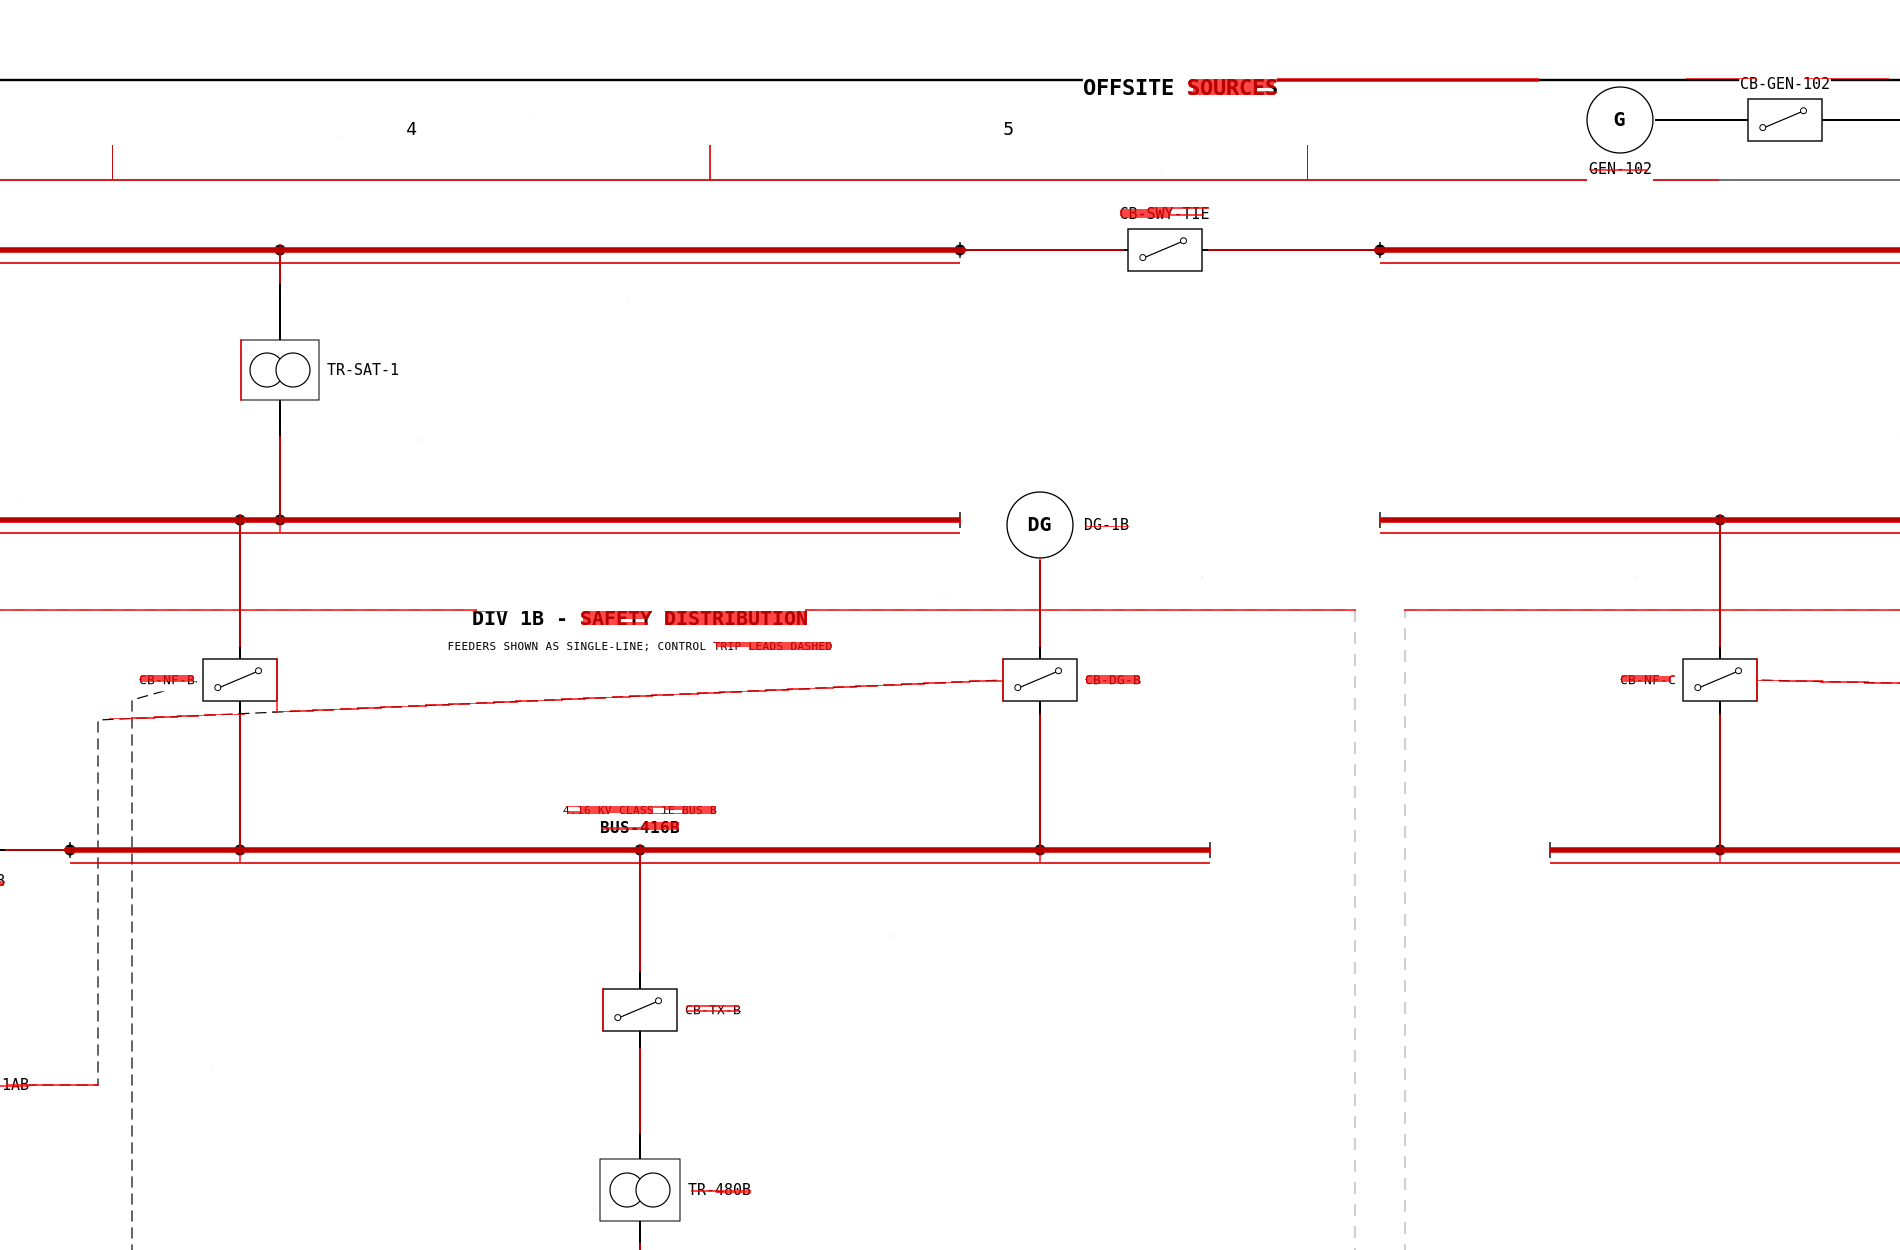 OFFSITE SOURCES
CB-GEN-102
G
4
5
GEN-102
CB-SWY-TIE
TR-SAT-1
DG
DG-1B
DIV 1B - SAFETY DISTRIBUTION
FEEDERS SHOWN AS SINGLE-LINE; CONTROL TRIP LEADS DASHED
CB-NF-B
CB-DG-B
CB-NF-C
4.16 KV CLASS 1E BUS B
BUS-416B
B
CB-TX-B
1AB
TR-480B